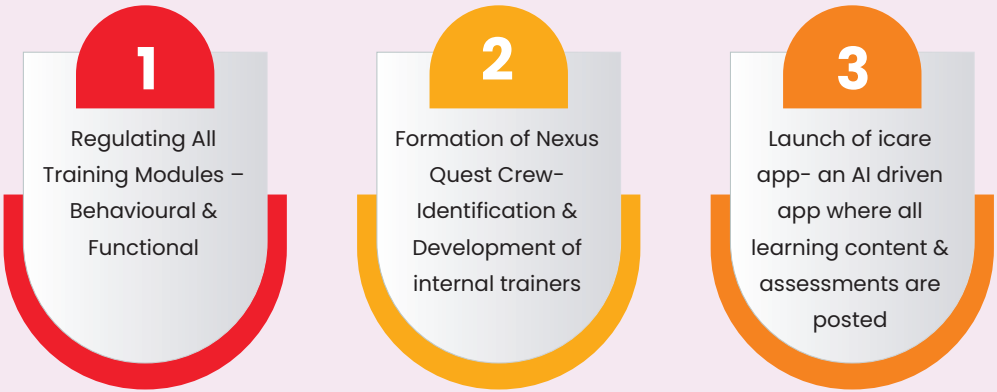 1
Regulating All
Training Modules –
Behavioural &
Functional
2
Formation of Nexus
Quest Crew-
Identification &
Development of
internal trainers
3
Launch of icare
app- an AI driven
app where all
learning content &
assessments are
posted